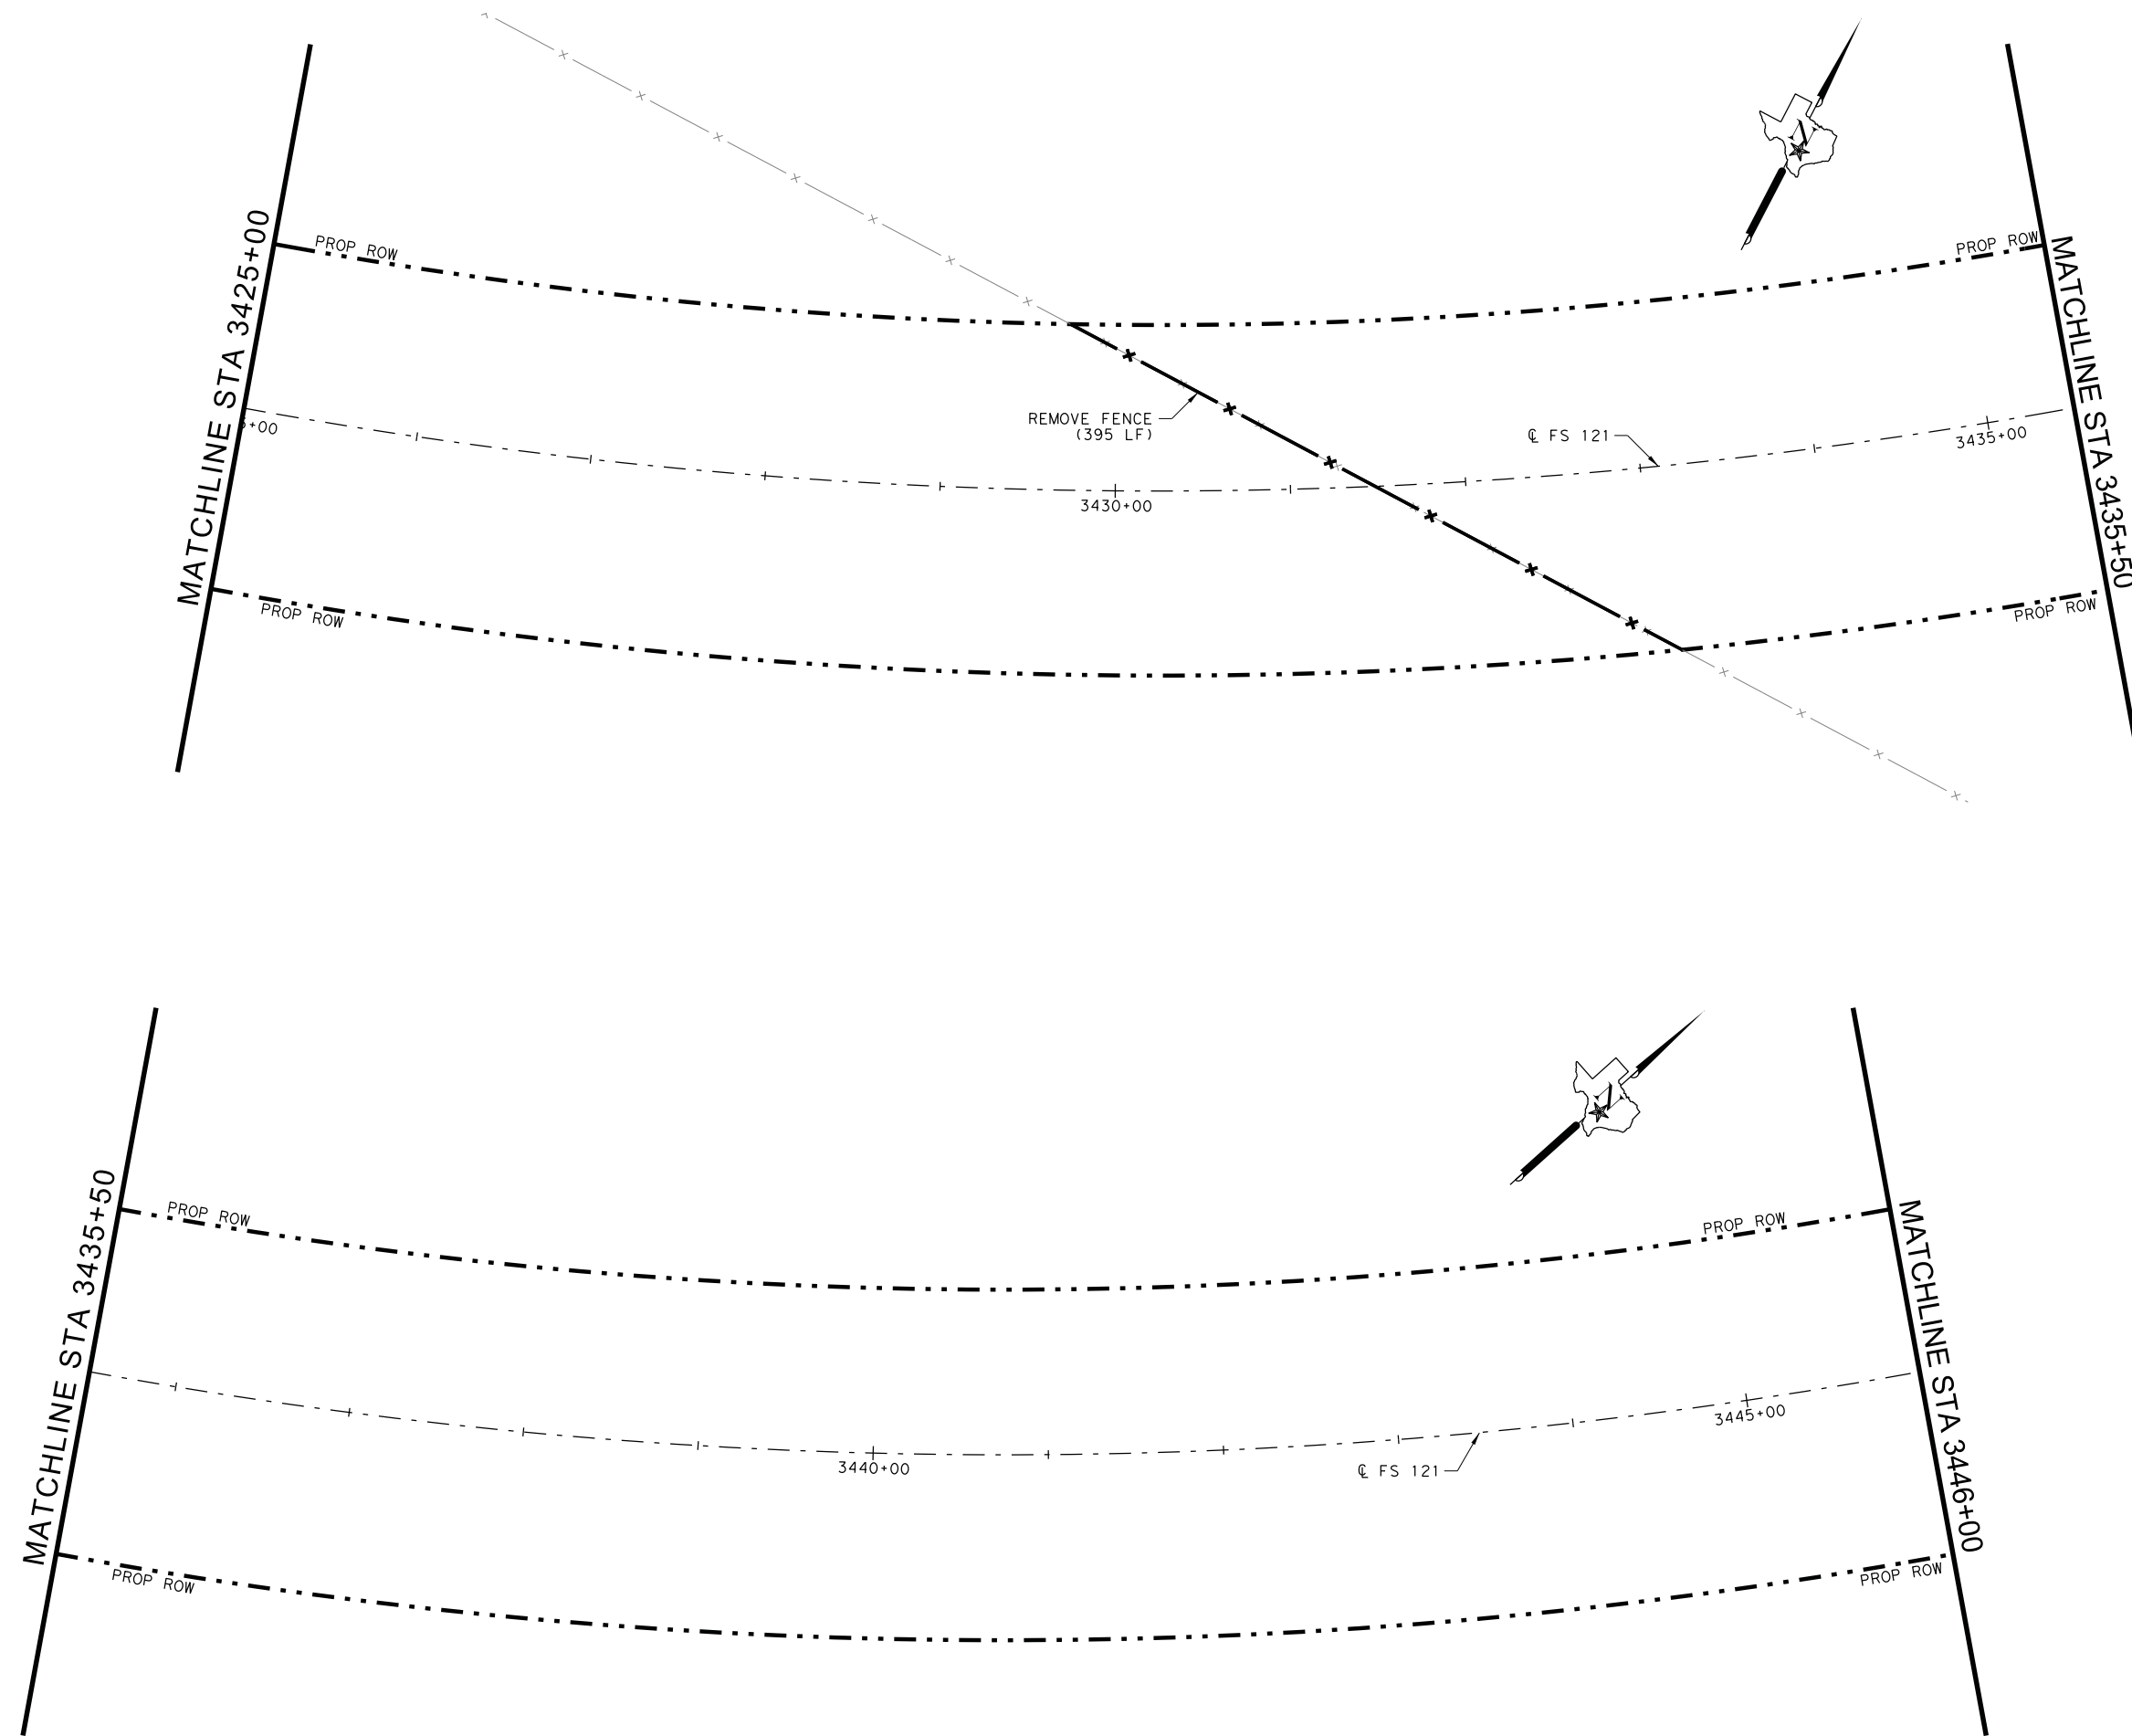 MATCHLINE STA 3425+00
PROP ROW
PROP ROW
MATCHLINE STA 3435+50
+00
REMOVE FENCE
(395 LF)
℄ FS 121
3435+00
3430+00
PROP ROW
PROP ROW
MATCHLINE STA 3435+50
PROP ROW
PROP ROW
MATCHLINE STA 3446+00
3445+00
3440+00
℄ FS 121
PROP ROW
PROP ROW